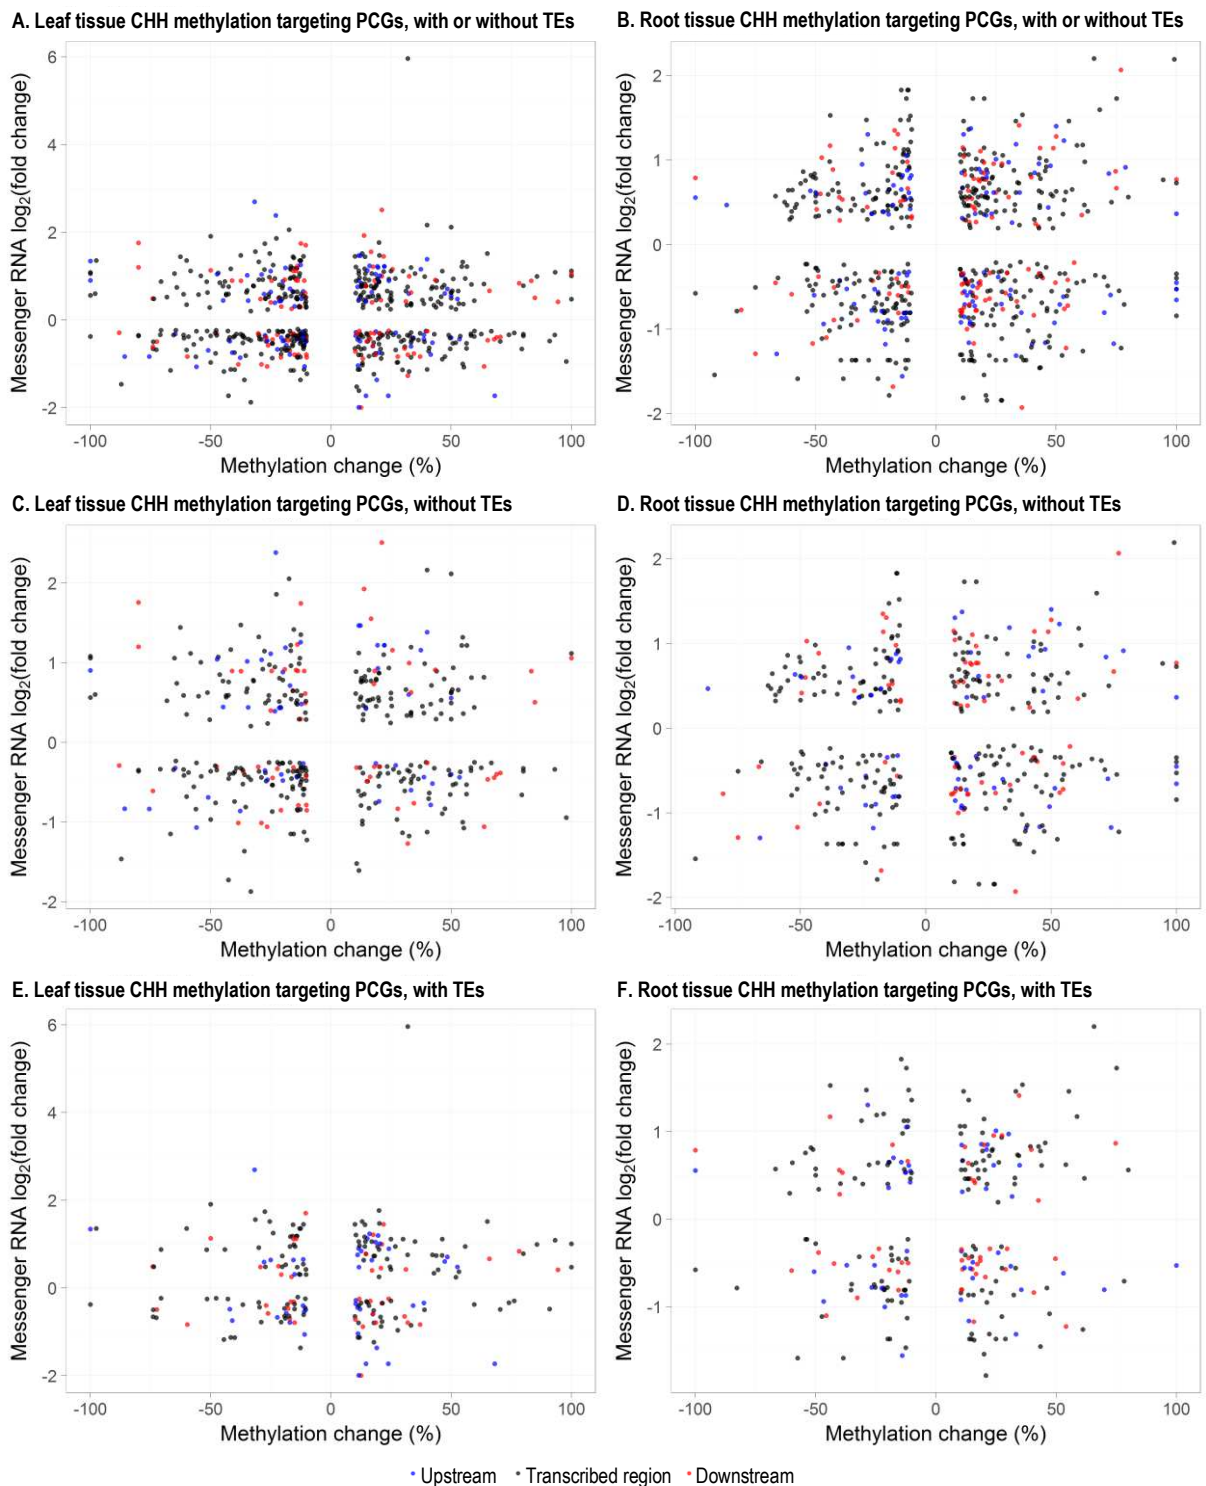 A. Leaf tissue CHH methylation targeting PCGs, with or without TEs
Messenger RNA log2(fold change)
6
4
2
0
-2
-100 -50 0 50 100
Methylation change (%)
B. Root tissue CHH methylation targeting PCGs, with or without TEs
Messenger RNA log2(fold change)
2
1
0
-1
-2
-100 -50 0 50 100
Methylation change (%)
C. Leaf tissue CHH methylation targeting PCGs, without TEs
Messenger RNA log2(fold change)
2
1
0
-1
-2
-100 -50 0 50 100
Methylation change (%)
D. Root tissue CHH methylation targeting PCGs, without TEs
Messenger RNA log2(fold change)
2
1
0
-1
-2
-100 -50 0 50 100
Methylation change (%)
E. Leaf tissue CHH methylation targeting PCGs, with TEs
Messenger RNA log2(fold change)
6
4
2
0
-2
-100 -50 0 50 100
Methylation change (%)
F. Root tissue CHH methylation targeting PCGs, with TEs
Messenger RNA log2(fold change)
2
1
0
-1
-100 -50 0 50 100
Methylation change (%)
Upstream Transcribed region Downstream